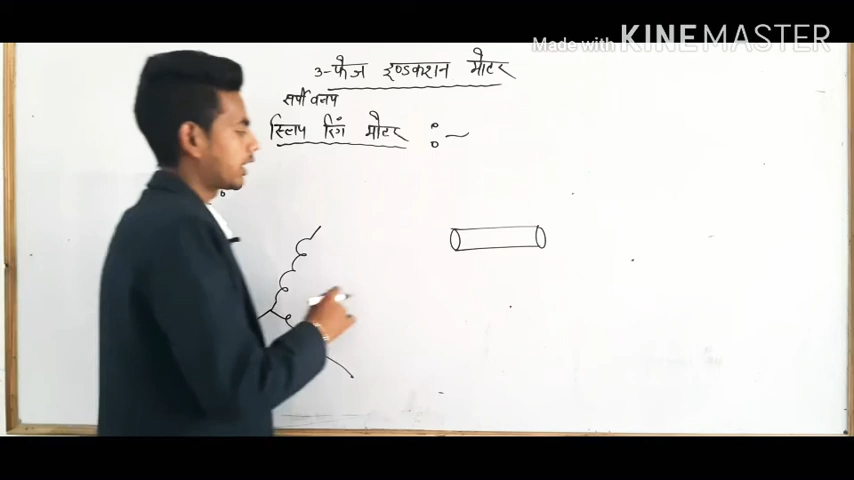 Made with KINEMASTER
3-फेज इण्डक्शन मोटर
सर्पी वलय
स्लिप रिंग मोटर :-